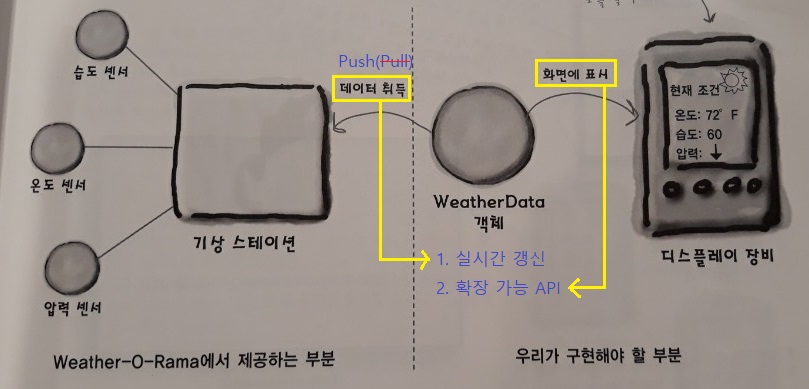 습도 센서
온도 센서
압력 센서
기상 스테이션
Push(Pull)
데이터 취득
화면에 표시
WeatherData
객체
1. 실시간 갱신
2. 확장 가능 API
현재 조건
온도: 72° F
습도: 60
압력:
디스플레이 장비
Weather-O-Rama에서 제공하는 부분
우리가 구현해야 할 부분